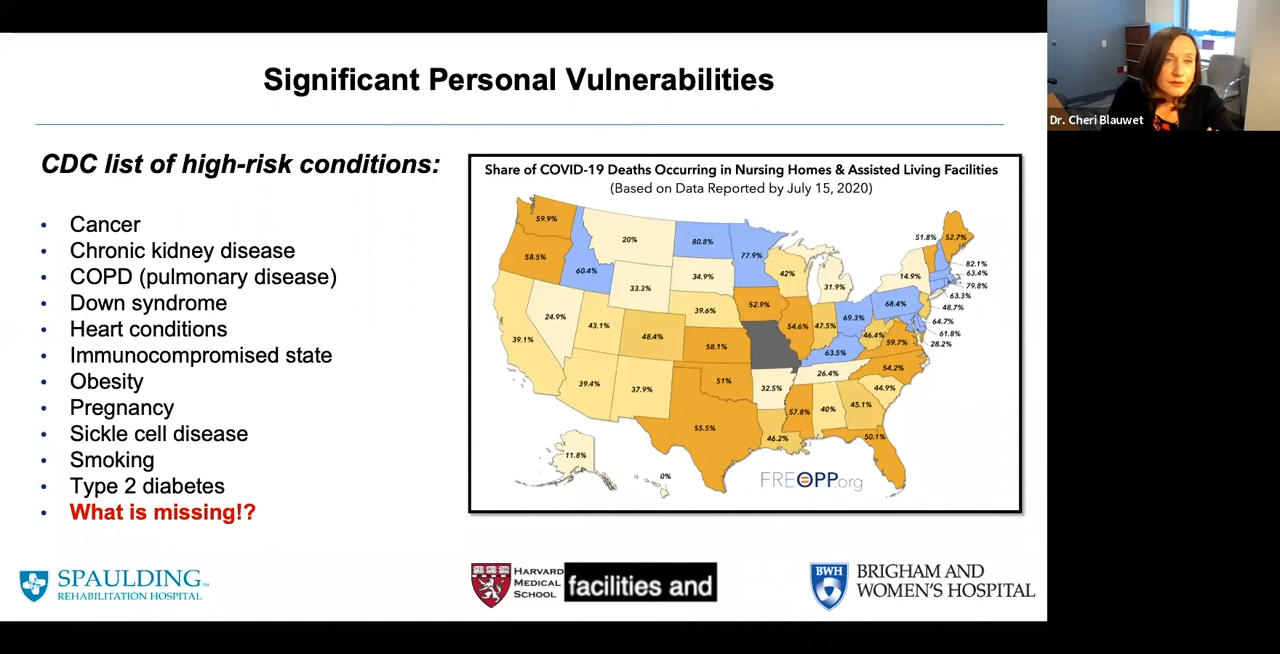 Significant Personal Vulnerabilities
Dr. Cheri Blauwet
CDC list of high-risk conditions:
• Cancer
• Chronic kidney disease
• COPD (pulmonary disease)
• Down syndrome
• Heart conditions
• Immunocompromised state
• Obesity
• Pregnancy
• Sickle cell disease
• Smoking
• Type 2 diabetes
• What is missing!?
Share of COVID-19 Deaths Occurring in Nursing Homes & Assisted Living Facilities
(Based on Data Reported by July 15, 2020)
59.9%
58.5%
60.4%
20%
80.8%
77.9%
33.3%
34.9%
42%
31.9%
51.8%
52.7%
14.9%
82.1%
63.4%
79.8%
63.3%
48.7%
64.7%
61.8%
28.2%
39.1%
24.9%
43.1%
48.4%
39.6%
52.9%
54.6%
47.5%
69.3%
68.4%
46.4%
59.7%
58.1%
63.5%
54.2%
39.4%
37.9%
51%
32.5%
26.4%
44.9%
55.5%
46.2%
57.8%
40%
45.1%
50.1%
11.8%
0%
FREOPP.org
SPAULDING
REHABILITATION HOSPITAL
HARVARD
MEDICAL
SCHOOL
facilities and
BWH
BRIGHAM AND
WOMEN'S HOSPITAL